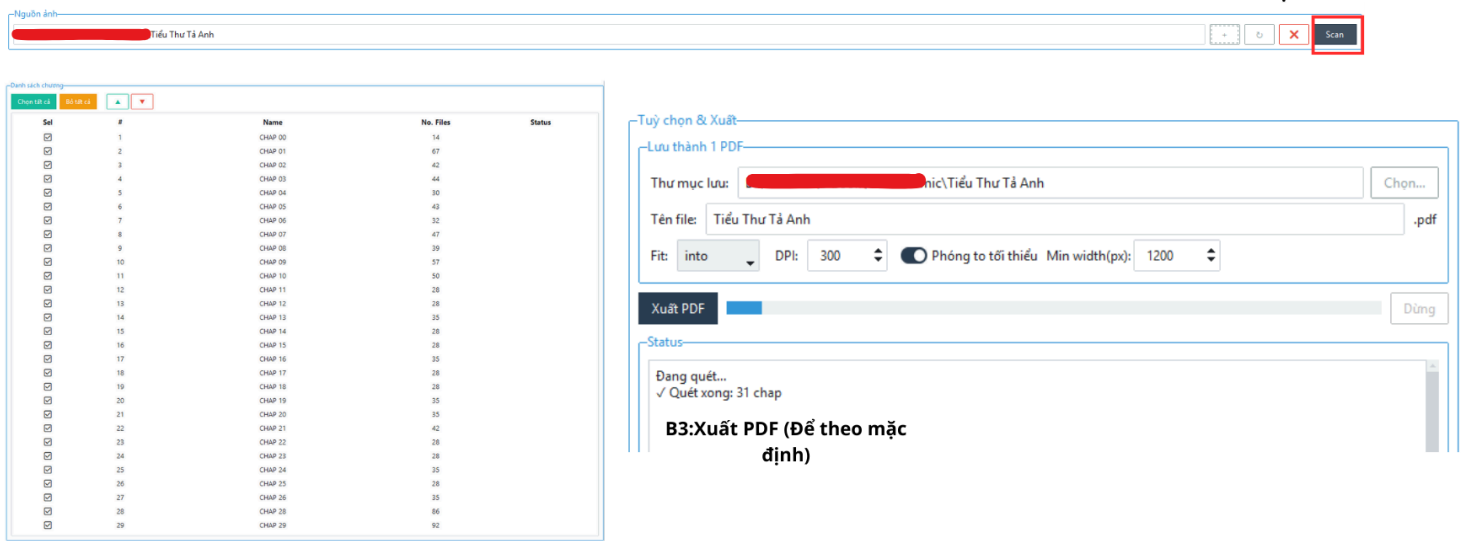 Nguồn ảnh
Tiểu Thư Tả Anh
+ ↻ ✕ Scan
Danh sách chương
Chọn tất cả Bỏ tất cả ▲ ▼
Sel # Name No. Files Status
1 CHAP 00 14
2 CHAP 01 67
3 CHAP 02 42
4 CHAP 03 44
5 CHAP 04 30
6 CHAP 05 43
7 CHAP 06 32
8 CHAP 07 47
9 CHAP 08 39
10 CHAP 09 57
11 CHAP 10 50
12 CHAP 11 28
13 CHAP 12 28
14 CHAP 13 35
15 CHAP 14 28
16 CHAP 15 28
17 CHAP 16 35
18 CHAP 17 28
19 CHAP 18 28
20 CHAP 19 35
21 CHAP 20 35
22 CHAP 21 42
23 CHAP 22 28
24 CHAP 23 28
25 CHAP 24 35
26 CHAP 25 28
27 CHAP 26 35
28 CHAP 28 86
29 CHAP 29 92
Tuỳ chọn & Xuất
Lưu thành 1 PDF
Thư mục lưu: nic\Tiểu Thư Tả Anh Chọn...
Tên file: Tiểu Thư Tả Anh .pdf
Fit: into DPI: 300 Phóng to tối thiểu Min width(px): 1200
Xuất PDF Dừng
Status
Đang quét...
✓ Quét xong: 31 chap
B3:Xuất PDF (Để theo mặc
định)